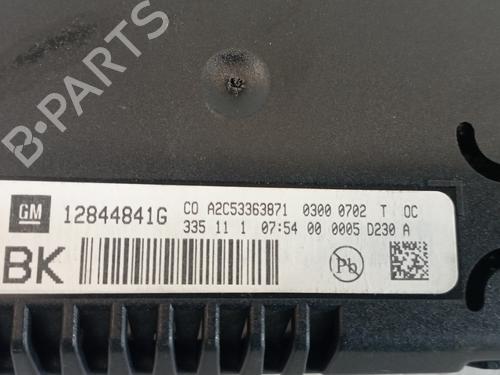 B-PARTS
GM
12844841G
CO A2C53363871 0300 0702 T OC
335 11 1 07:54 00 0005 D230 A
BK
Pb